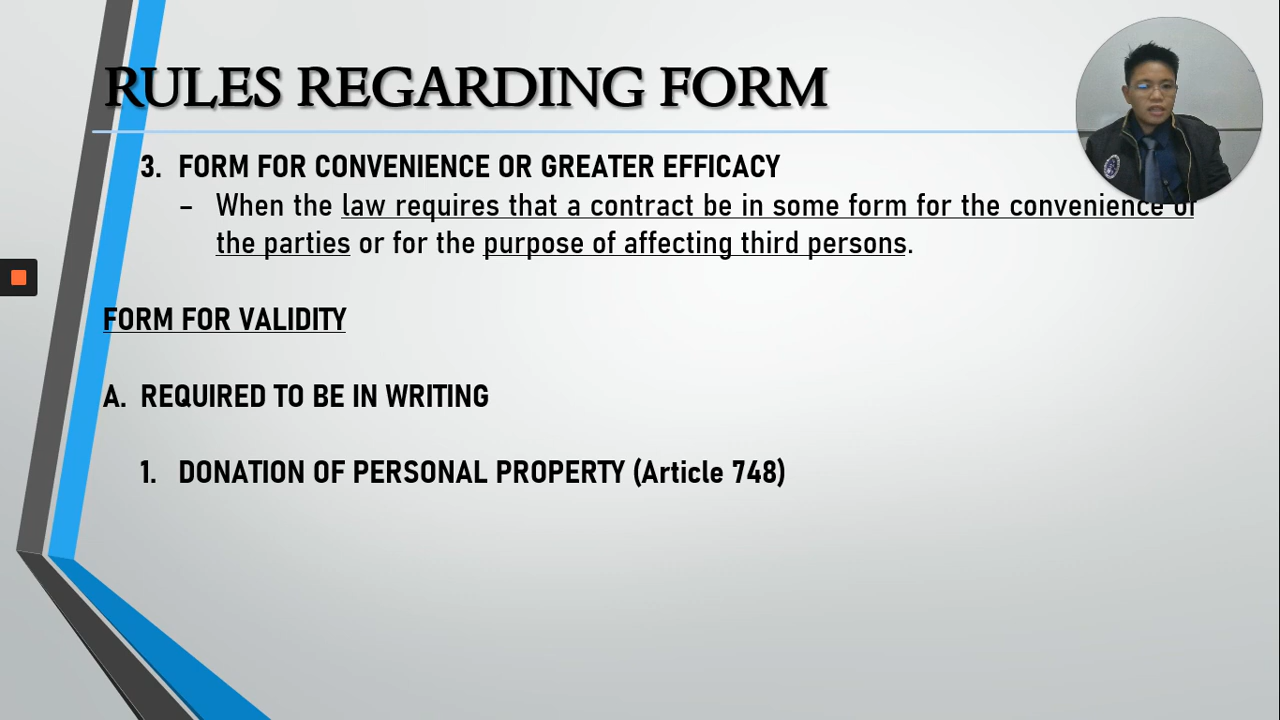 RULES REGARDING FORM
3. FORM FOR CONVENIENCE OR GREATER EFFICACY
– When the law requires that a contract be in some form for the convenience of
the parties or for the purpose of affecting third persons.
FORM FOR VALIDITY
A. REQUIRED TO BE IN WRITING
1. DONATION OF PERSONAL PROPERTY (Article 748)